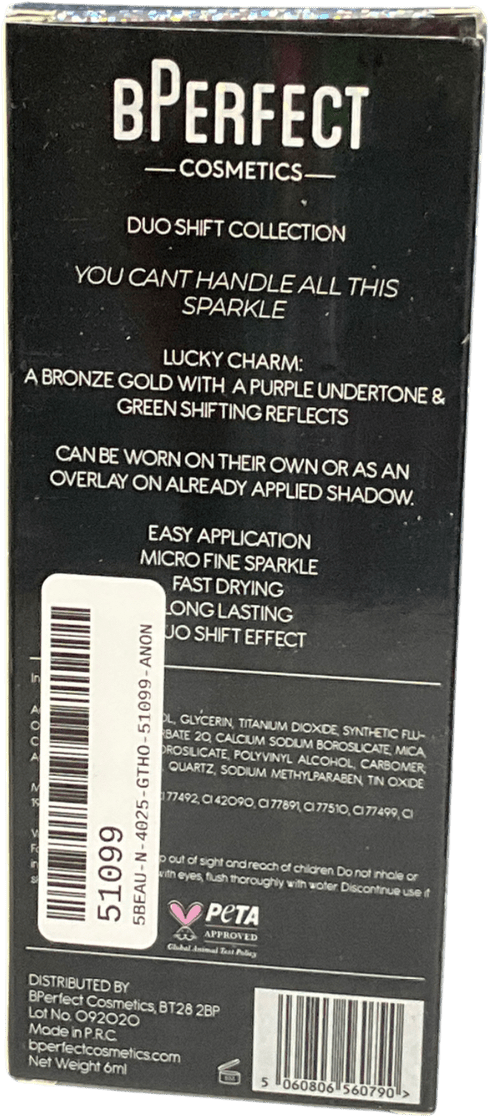 BPERFECT
COSMETICS
DUO SHIFT COLLECTION
YOU CANT HANDLE ALL THIS
SPARKLE
LUCKY CHARM:
A BRONZE GOLD WITH A PURPLE UNDERTONE &
GREEN SHIFTING REFLECTS
CAN BE WORN ON THEIR OWN OR AS AN
OVERLAY ON ALREADY APPLIED SHADOW.
EASY APPLICATION
MICRO FINE SPARKLE
FAST DRYING
LONG LASTING
UO SHIFT EFFECT
GLYCERIN, TITANIUM DIOXIDE, SYNTHETIC FLU-
BATE 20, CALCIUM SODIUM BOROSILICATE, MICA,
OROSILICATE, POLYVINYL ALCOHOL, CARBOMER,
QUARTZ, SODIUM METHYLPARABEN, TIN OXIDE
77492, CI 42090, CI 77891, CI 77510, CI 77499, CI
out of sight and reach of children. Do not inhale or
with eyes, flush thoroughly with water. Discontinue use if
51099
5BEAU-N-4025-GTHO-51099-ANON
PETA
APPROVED
Global Animal Test Policy
DISTRIBUTED BY
BPerfect Cosmetics, BT28 2BP
Lot No. 092020
Made in P.R.C.
bperfectcosmetics.com
Net Weight 6ml
5 060806 560790 >